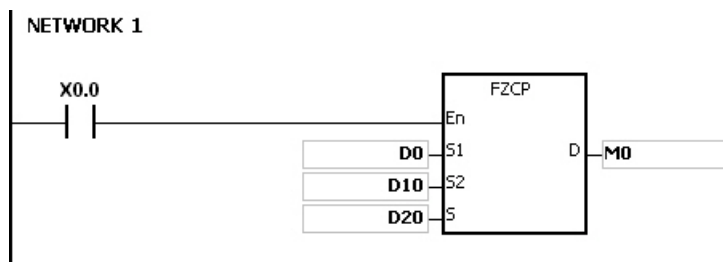 NETWORK 1
X0.0
FZCP
En
D0 S1 D M0
D10 S2
D20 S